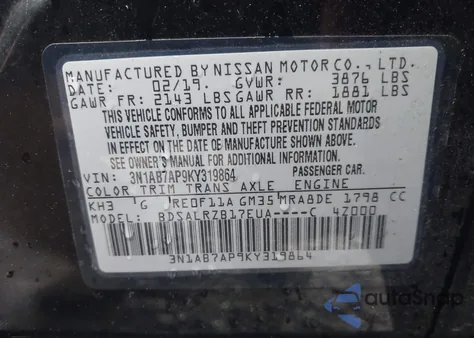 MANUFACTURED BY NISSAN MOTOR CO., LTD.
DATE: 02/19. GVWR: 3876 LBS
GAWR FR: 2143 LBS GAWR RR: 1881 LBS
THIS VEHICLE CONFORMS TO ALL APPLICABLE FEDERAL MOTOR
VEHICLE SAFETY, BUMPER AND THEFT PREVENTION STANDARDS
IN EFFECT ON THE DATE OF MANUFACTURE SHOWN ABOVE.
SEE OWNER'S MANUAL FOR ADDITIONAL INFORMATION.
VIN: 3N1AB7AP9KY319864 PASSENGER CAR.
COLOR TRIM TRANS AXLE ENGINE
KH3 G RE0F11A GM35 MRA8DE 1798 CC
BDSALRZB17EUA----C 4Z000
3N1AB7AP9KY319864
autoSnap